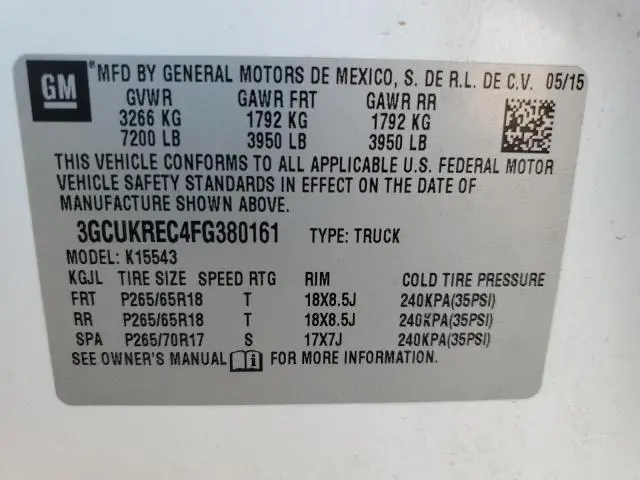 GM ® MFD BY GENERAL MOTORS DE MEXICO, S. DE R.L. DE C.V. 05/15
GVWR GAWR FRT GAWR RR
3266 KG 1792 KG 1792 KG
7200 LB 3950 LB 3950 LB
THIS VEHICLE CONFORMS TO ALL APPLICABLE U.S. FEDERAL MOTOR
VEHICLE SAFETY STANDARDS IN EFFECT ON THE DATE OF
MANUFACTURE SHOWN ABOVE.
3GCUKREC4FG380161 TYPE: TRUCK
MODEL: K15543
KGJL TIRE SIZE SPEED RTG RIM COLD TIRE PRESSURE
FRT P265/65R18 T 18X8.5J 240KPA(35PSI)
RR P265/65R18 T 18X8.5J 240KPA(35PSI)
SPA P265/70R17 S 17X7J 240KPA(35PSI)
SEE OWNER'S MANUAL FOR MORE INFORMATION.